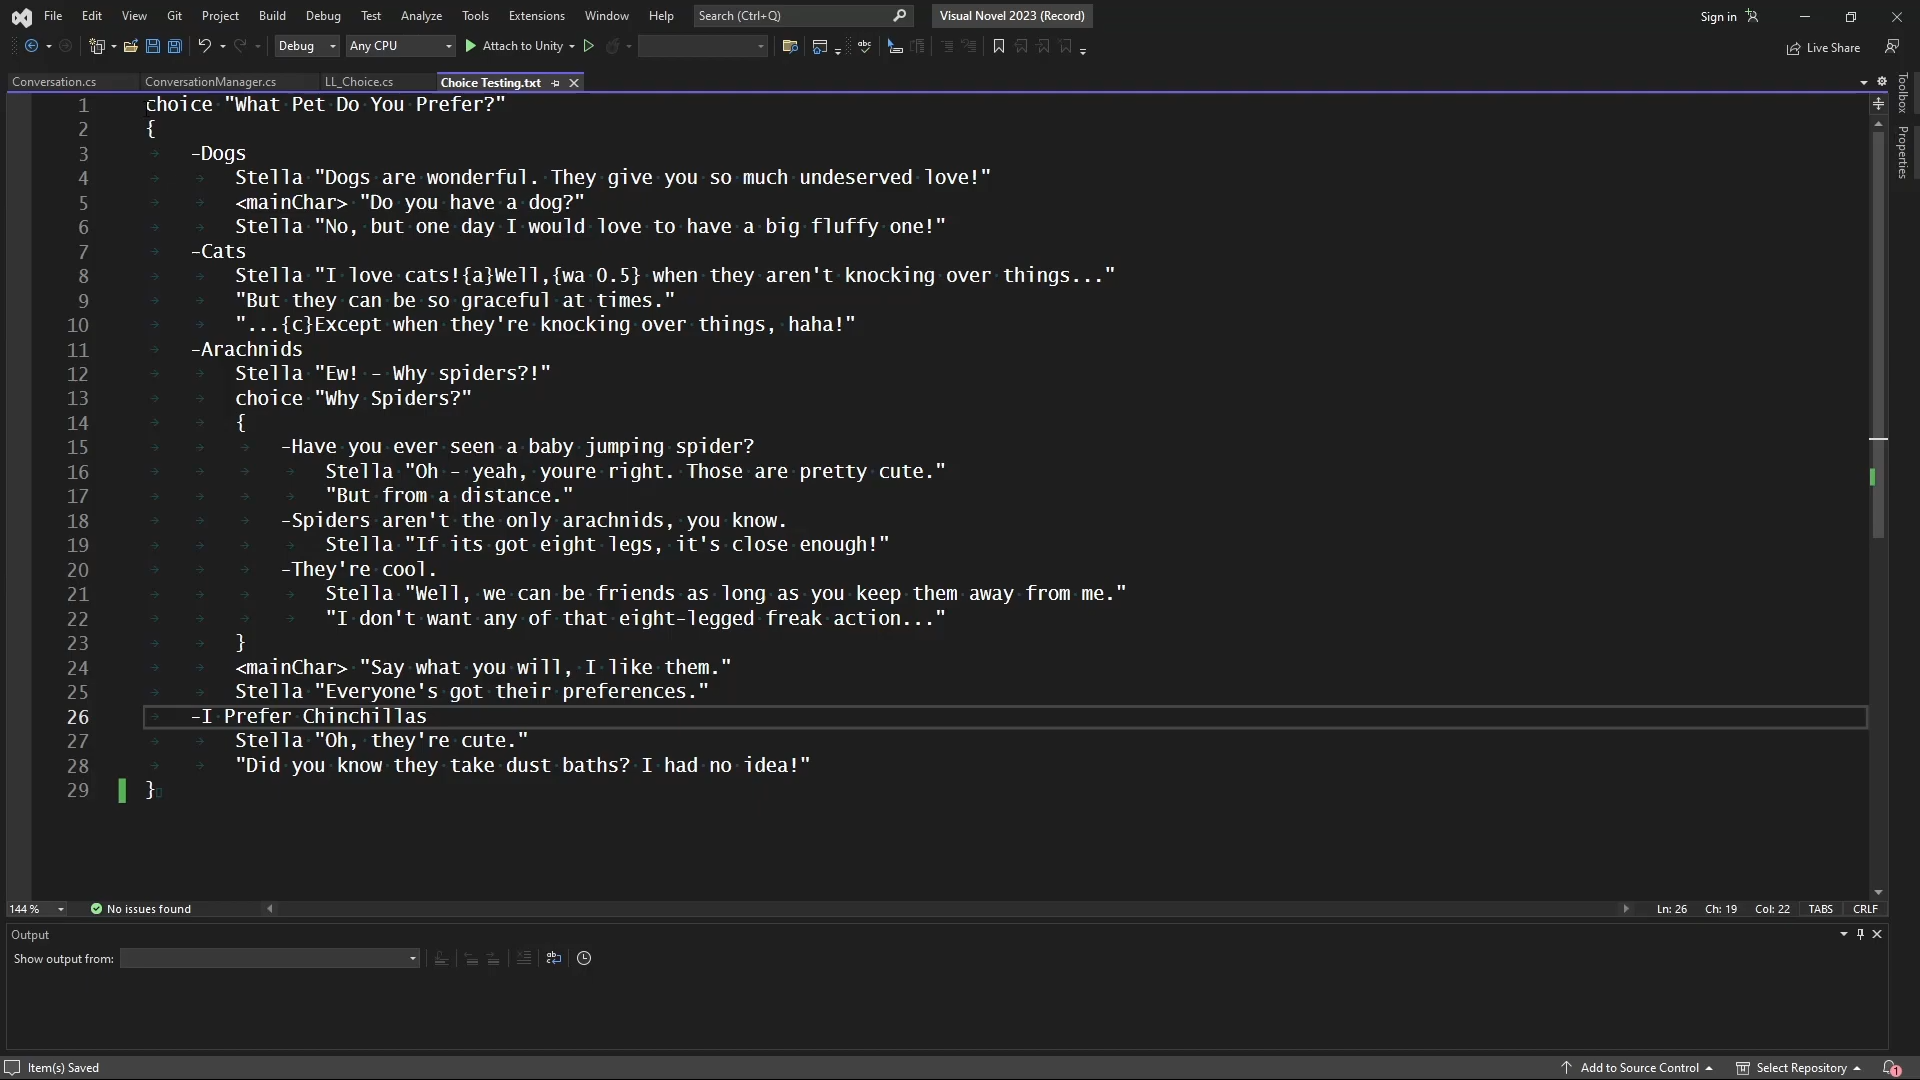 File Edit View Git Project Build Debug Test Analyze Tools Extensions Window Help Search (Ctrl+Q) Visual Novel 2023 (Record) Sign in
Debug Any CPU Attach to Unity Live Share
Conversation.cs ConversationManager.cs LL_Choice.cs Choice Testing.txt
Toolbox
Properties
1 choice "What Pet Do You Prefer?"
2 {
3 -Dogs
4 Stella "Dogs are wonderful. They give you so much undeserved love!"
5 <mainChar> "Do you have a dog?"
6 Stella "No, but one day I would love to have a big fluffy one!"
7 -Cats
8 Stella "I love cats!{a}Well,{wa 0.5} when they aren't knocking over things..."
9 "But they can be so graceful at times."
10 "...{c}Except when they're knocking over things, haha!"
11 -Arachnids
12 Stella "Ew! - Why spiders?!"
13 choice "Why Spiders?"
14 {
15 -Have you ever seen a baby jumping spider?
16 Stella "Oh - yeah, youre right. Those are pretty cute."
17 "But from a distance."
18 -Spiders aren't the only arachnids, you know.
19 Stella "If its got eight legs, it's close enough!"
20 -They're cool.
21 Stella "Well, we can be friends as long as you keep them away from me."
22 "I don't want any of that eight-legged freak action..."
23 }
24 <mainChar> "Say what you will, I like them."
25 Stella "Everyone's got their preferences."
26 -I Prefer Chinchillas
27 Stella "Oh, they're cute."
28 "Did you know they take dust baths? I had no idea!"
29 }
144 % No issues found Ln: 26 Ch: 19 Col: 22 TABS CRLF
Output
Show output from:
Item(s) Saved Add to Source Control Select Repository 1